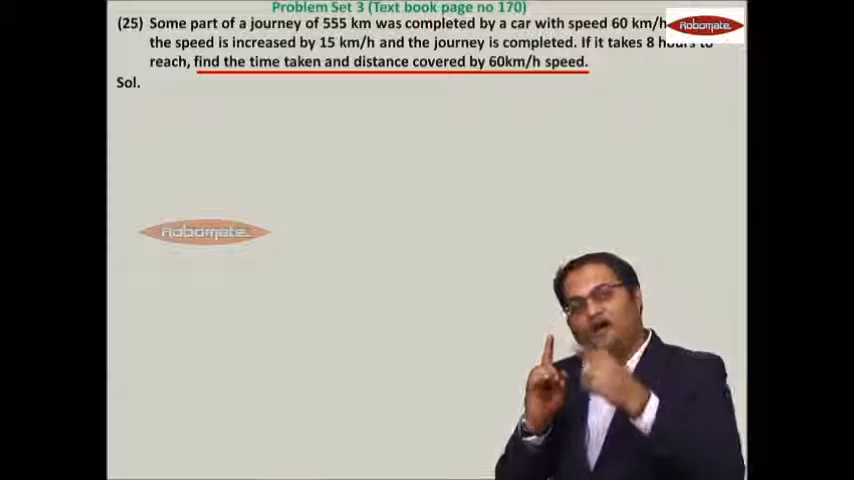 Problem Set 3 (Text book page no 170)
(25) Some part of a journey of 555 km was completed by a car with speed 60 km/h
Robomate
the speed is increased by 15 km/h and the journey is completed. If it takes 8 hours to
reach, find the time taken and distance covered by 60km/h speed.
Sol.
Robomate